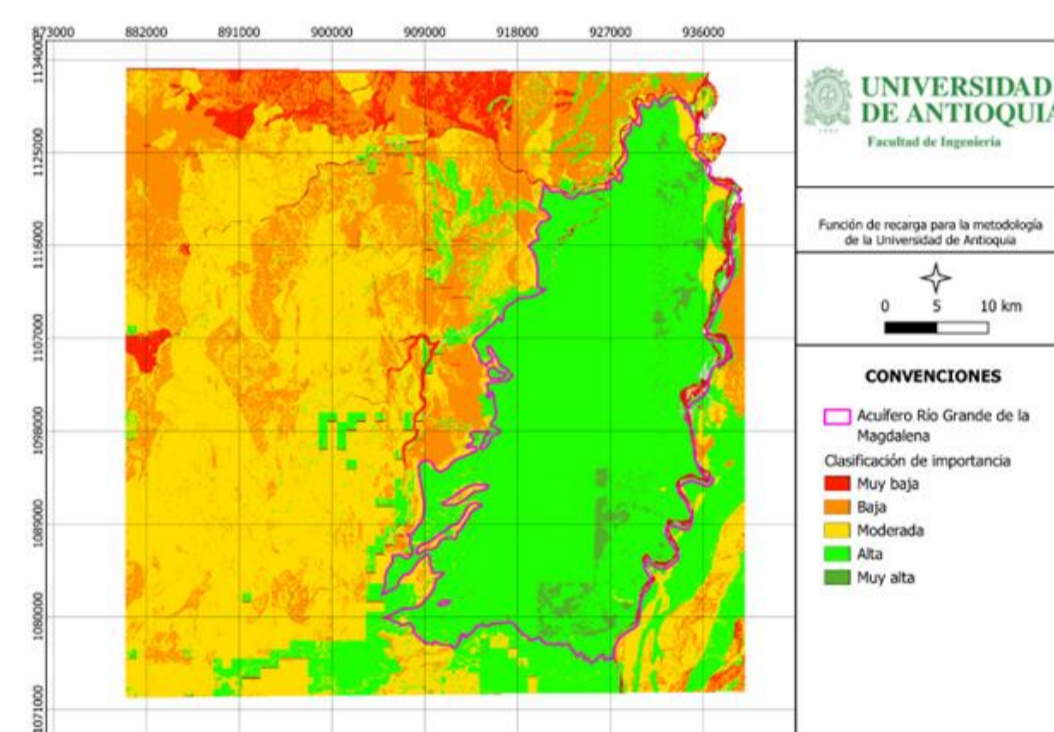 873000 882000 891000 900000 909000 918000 927000 936000
1134000
1125000
1116000
1107000
1098000
1089000
1080000
1071000
UNIVERSIDAD
DE ANTIOQUIA
1803
Facultad de Ingeniería
Función de recarga para la metodología
de la Universidad de Antioquia
0 5 10 km
CONVENCIONES
Acuífero Río Grande de la
Magdalena
Clasificación de importancia
Muy baja
Baja
Moderada
Alta
Muy alta